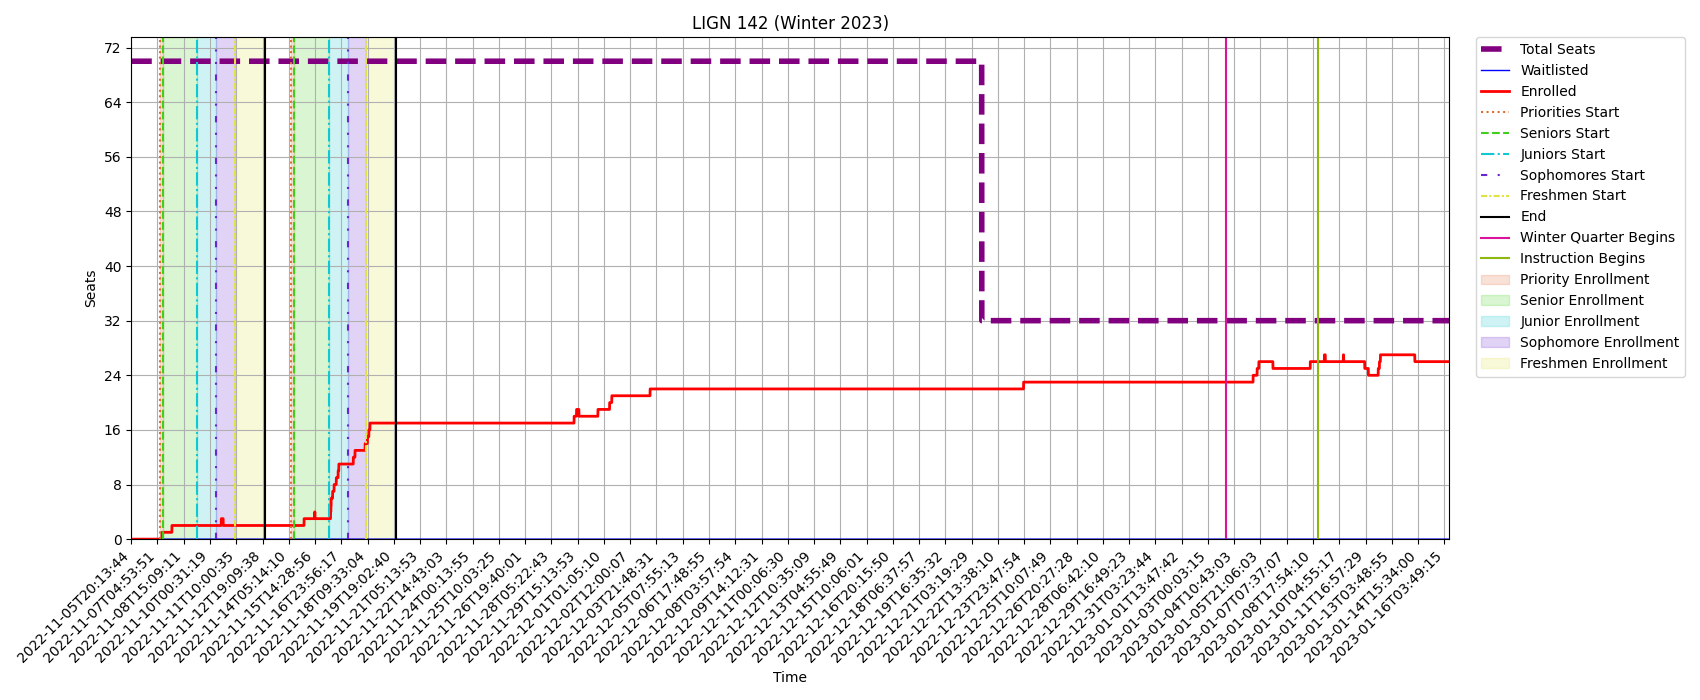 LIGN 142 (Winter 2023)
72
64
56
48
40
32
24
16
8
0
Seats
2022-11-05T20:13:44
2022-11-07T04:53:51
2022-11-08T15:09:11
2022-11-10T00:31:19
2022-11-11T10:00:35
2022-11-12T19:09:38
2022-11-14T05:14:10
2022-11-15T14:28:56
2022-11-16T23:56:17
2022-11-18T09:33:04
2022-11-19T19:02:40
2022-11-21T05:13:53
2022-11-22T14:43:03
2022-11-24T00:13:55
2022-11-25T10:03:25
2022-11-26T19:40:01
2022-11-28T05:22:43
2022-11-29T15:13:53
2022-12-01T01:05:10
2022-12-02T12:00:07
2022-12-03T21:48:31
2022-12-05T07:55:13
2022-12-06T17:48:55
2022-12-08T03:57:54
2022-12-09T14:12:31
2022-12-11T00:06:30
2022-12-12T10:35:09
2022-12-13T04:55:49
2022-12-16T10:06:01
2022-12-16T20:15:50
2022-12-18T06:37:57
2022-12-19T16:35:32
2022-12-21T03:19:29
2022-12-22T13:38:10
2022-12-23T23:47:54
2022-12-25T10:07:49
2022-12-26T20:27:28
2022-12-28T06:42:10
2022-12-29T16:49:23
2022-12-31T03:23:44
2023-01-01T13:47:42
2023-01-03T00:03:15
2023-01-04T10:43:03
2023-01-05T21:06:03
2023-01-07T07:37:07
2023-01-08T17:54:10
2023-01-10T04:55:17
2023-01-11T16:57:29
2023-01-13T03:48:55
2023-01-14T15:34:00
2023-01-16T03:49:15
Time
Total Seats
Waitlisted
Enrolled
Priorities Start
Seniors Start
Juniors Start
Sophomores Start
Freshmen Start
End
Winter Quarter Begins
Instruction Begins
Priority Enrollment
Senior Enrollment
Junior Enrollment
Sophomore Enrollment
Freshmen Enrollment